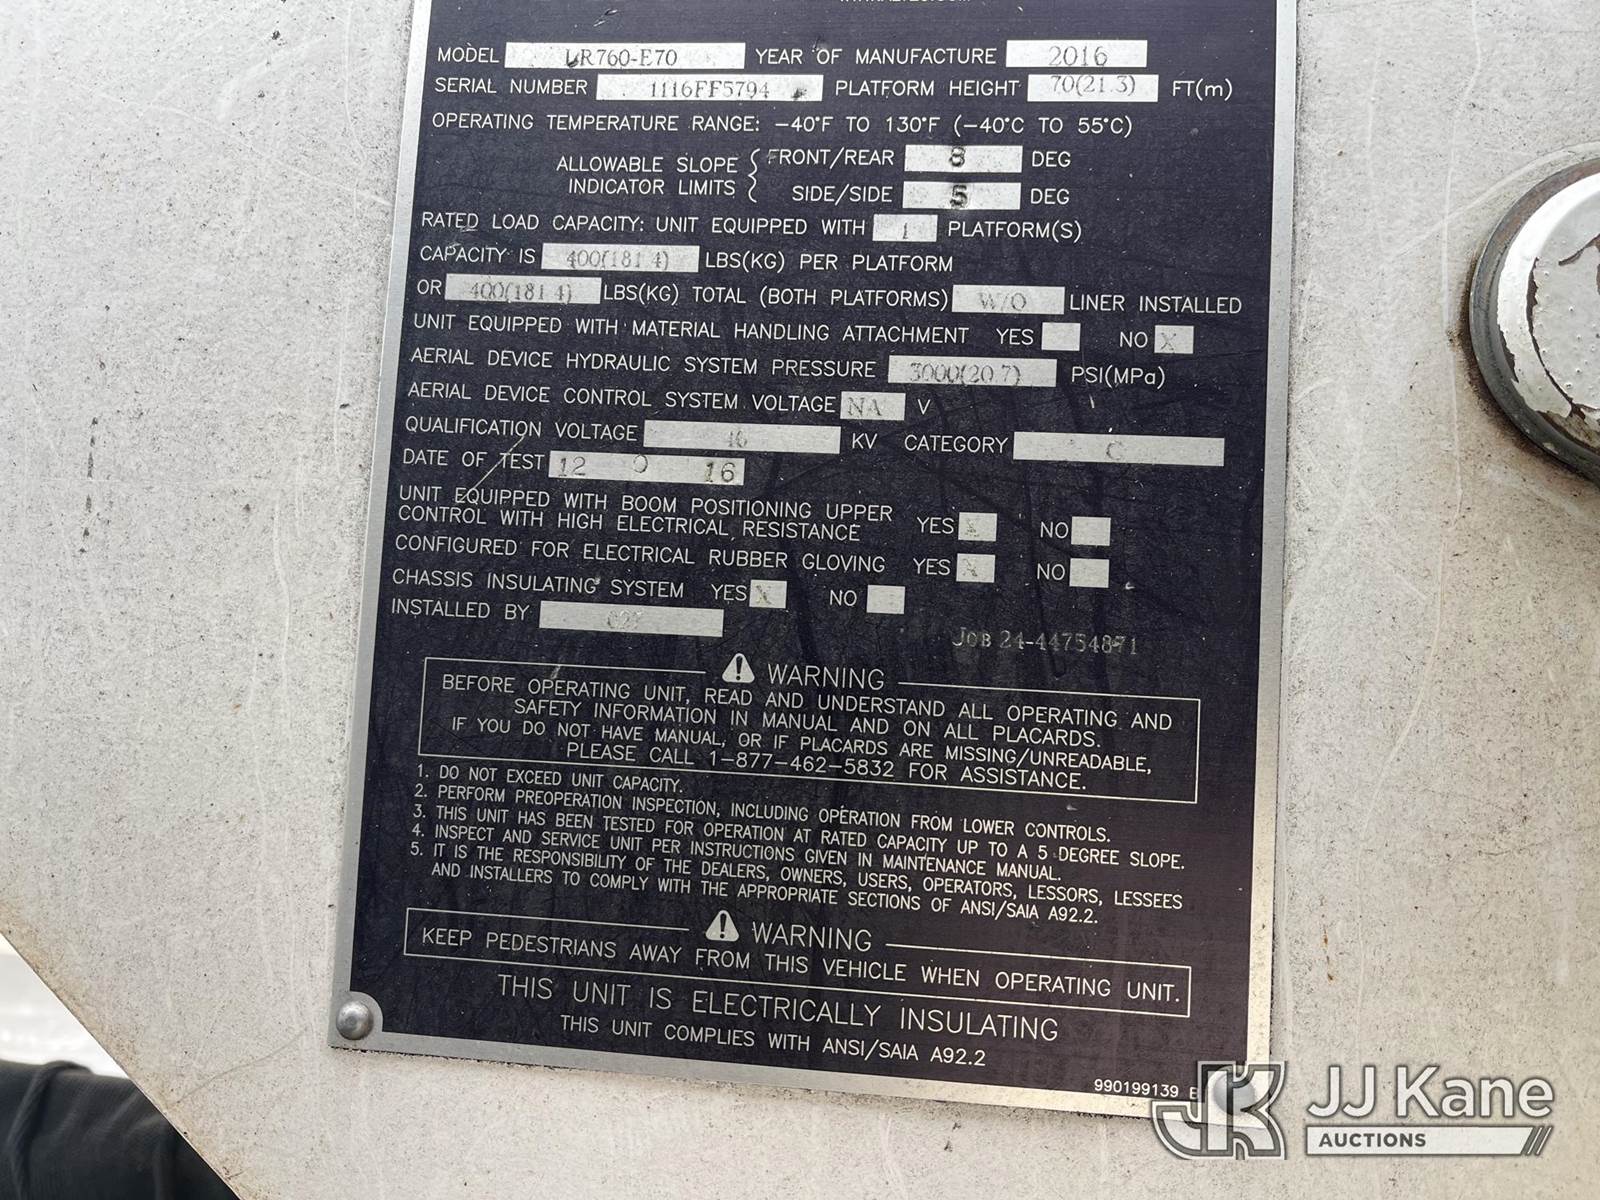 MODEL LR760-E70 YEAR OF MANUFACTURE 2016
SERIAL NUMBER 1116FF5794 PLATFORM HEIGHT 70(21.3) FT(m)
OPERATING TEMPERATURE RANGE: -40°F TO 130°F (-40°C TO 55°C)
ALLOWABLE SLOPE INDICATOR LIMITS { FRONT/REAR 8 DEG
SIDE/SIDE 5 DEG
RATED LOAD CAPACITY: UNIT EQUIPPED WITH 1 PLATFORM(S)
CAPACITY IS 400(181.4) LBS(KG) PER PLATFORM
OR 400(181.4) LBS(KG) TOTAL (BOTH PLATFORMS) W/O LINER INSTALLED
UNIT EQUIPPED WITH MATERIAL HANDLING ATTACHMENT YES NO X
AERIAL DEVICE HYDRAULIC SYSTEM PRESSURE 3000(20.7) PSI(MPa)
AERIAL DEVICE CONTROL SYSTEM VOLTAGE NA V
QUALIFICATION VOLTAGE 46 KV CATEGORY C
DATE OF TEST 12 0 16
UNIT EQUIPPED WITH BOOM POSITIONING UPPER
CONTROL WITH HIGH ELECTRICAL RESISTANCE YES X NO
CONFIGURED FOR ELECTRICAL RUBBER GLOVING YES X NO
CHASSIS INSULATING SYSTEM YES X NO
INSTALLED BY
JOB 24-44754871
WARNING
BEFORE OPERATING UNIT, READ AND UNDERSTAND ALL OPERATING AND
SAFETY INFORMATION IN MANUAL AND ON ALL PLACARDS.
IF YOU DO NOT HAVE MANUAL, OR IF PLACARDS ARE MISSING/UNREADABLE,
PLEASE CALL 1-877-462-5832 FOR ASSISTANCE.
1. DO NOT EXCEED UNIT CAPACITY.
2. PERFORM PREOPERATION INSPECTION, INCLUDING OPERATION FROM LOWER CONTROLS.
3. THIS UNIT HAS BEEN TESTED FOR OPERATION AT RATED CAPACITY UP TO A 5 DEGREE SLOPE.
4. INSPECT AND SERVICE UNIT PER INSTRUCTIONS GIVEN IN MAINTENANCE MANUAL.
5. IT IS THE RESPONSIBILITY OF THE DEALERS, OWNERS, USERS, OPERATORS, LESSORS, LESSEES
AND INSTALLERS TO COMPLY WITH THE APPROPRIATE SECTIONS OF ANSI/SAIA A92.2.
WARNING
KEEP PEDESTRIANS AWAY FROM THIS VEHICLE WHEN OPERATING UNIT.
THIS UNIT IS ELECTRICALLY INSULATING
THIS UNIT COMPLIES WITH ANSI/SAIA A92.2
990199139
JK JJ Kane
AUCTIONS